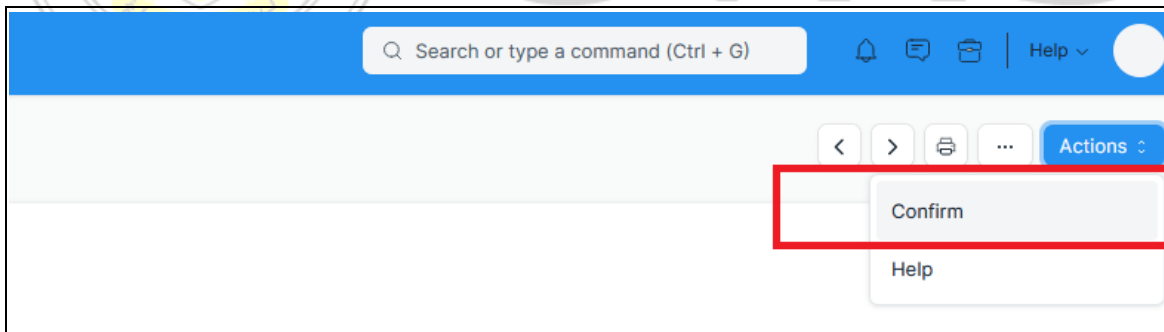 Search or type a command (Ctrl + G)
Help
Actions
Confirm
Help